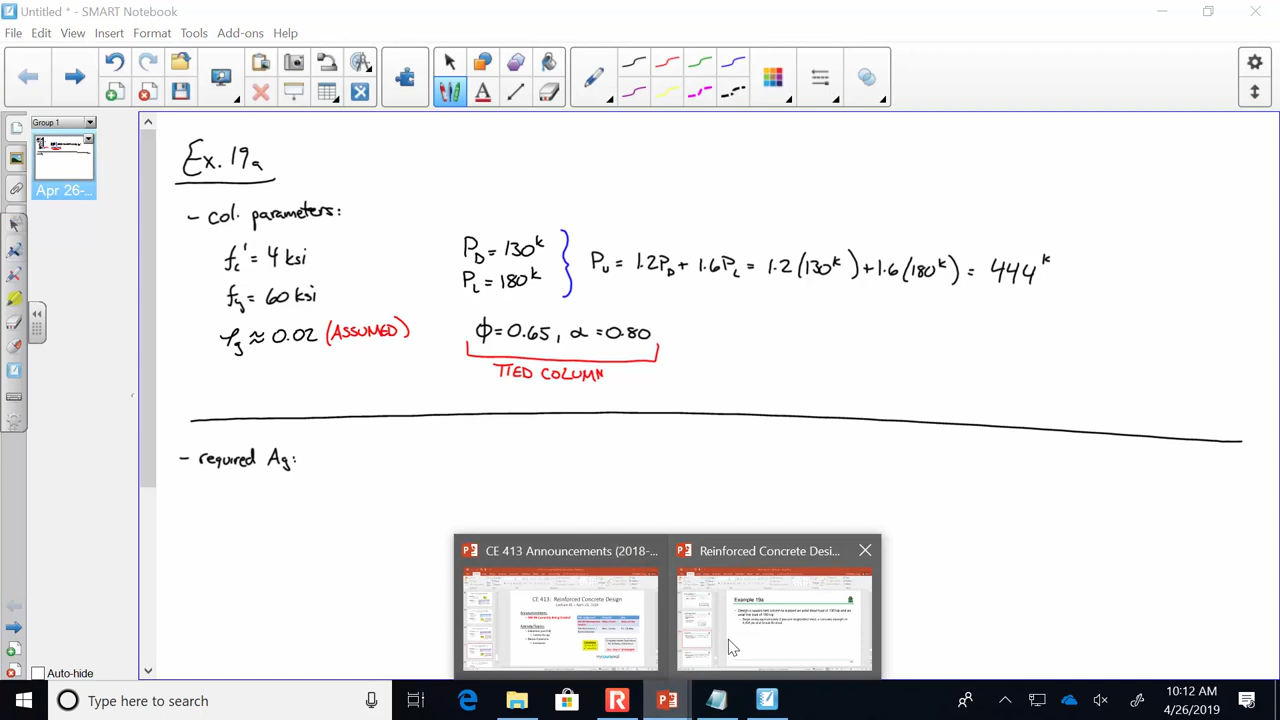 Untitled * - SMART Notebook
File Edit View Insert Format Tools Add-ons Help
Group 1
Apr 26-...
Ex. 19a
- col. parameters:
fc' = 4 ksi
fy = 60 ksi
ρg ≈ 0.02 (ASSUMED)
PD = 130k
PL = 180k
PU = 1.2PD + 1.6PL = 1.2(130k) + 1.6(180k) = 444k
ϕ = 0.65, α = 0.80
TIED COLUMN
- required Ag:
CE 413 Announcements (2018-...
Reinforced Concrete Desi...
CE 413: Reinforced Concrete Design
Example 19a
Auto-hide
Type here to search
10:12 AM
4/26/2019